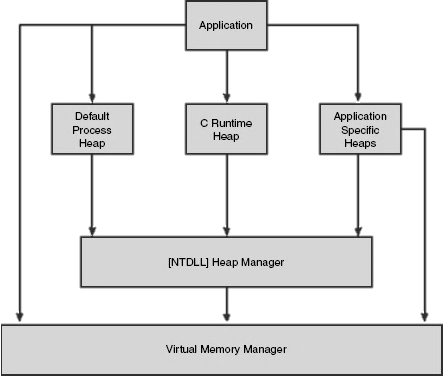 Application
Default
Process
Heap
C Runtime
Heap
Application
Specific
Heaps
[NTDLL] Heap Manager
Virtual Memory Manager